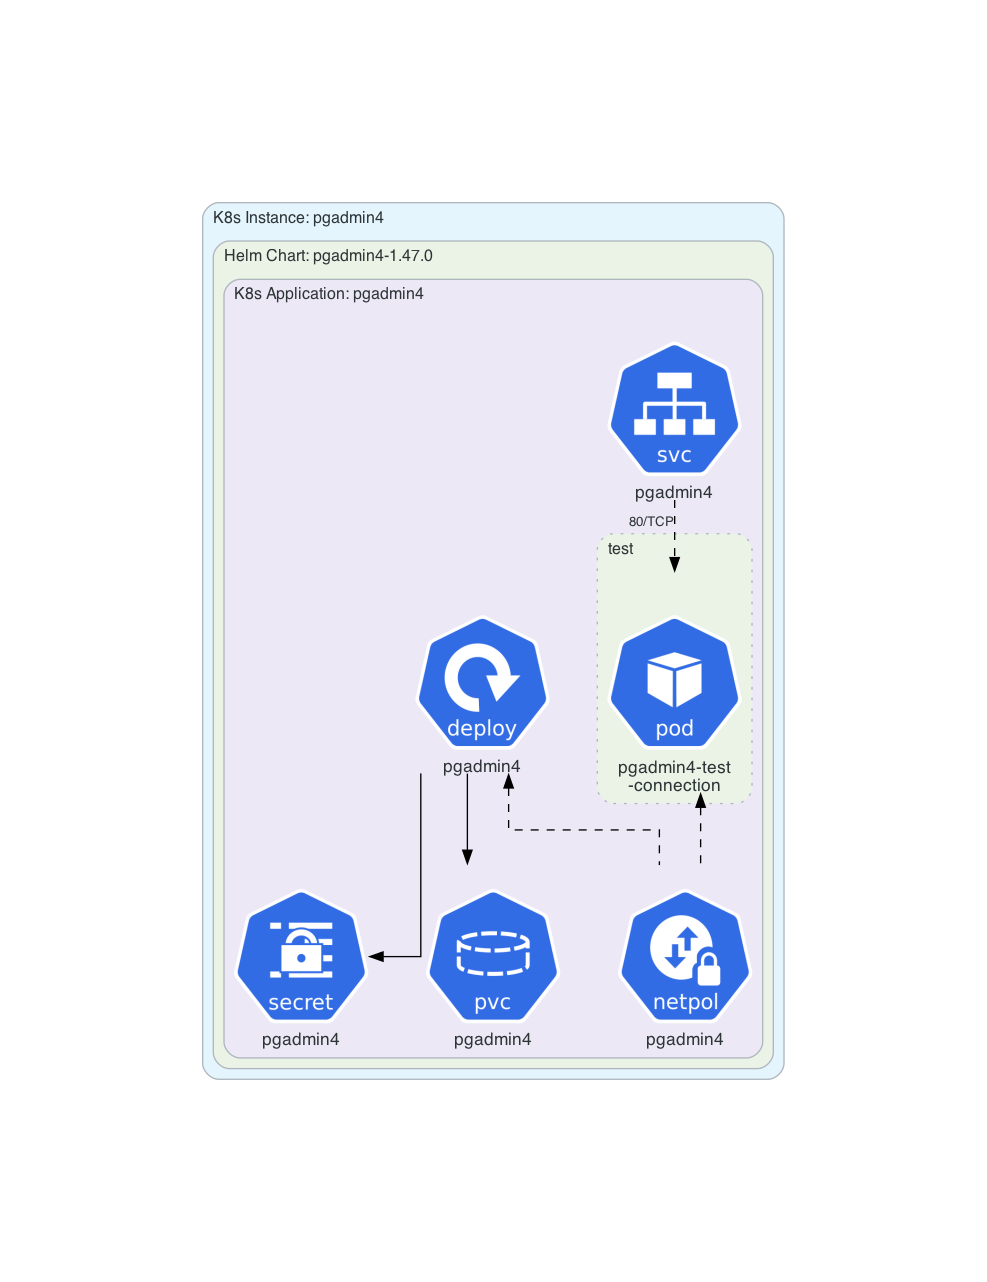 K8s Instance: pgadmin4
Helm Chart: pgadmin4-1.47.0
K8s Application: pgadmin4
svc
pgadmin4
80/TCP
test
deploy
pgadmin4
pod
pgadmin4-test
-connection
secret
pgadmin4
pvc
pgadmin4
netpol
pgadmin4